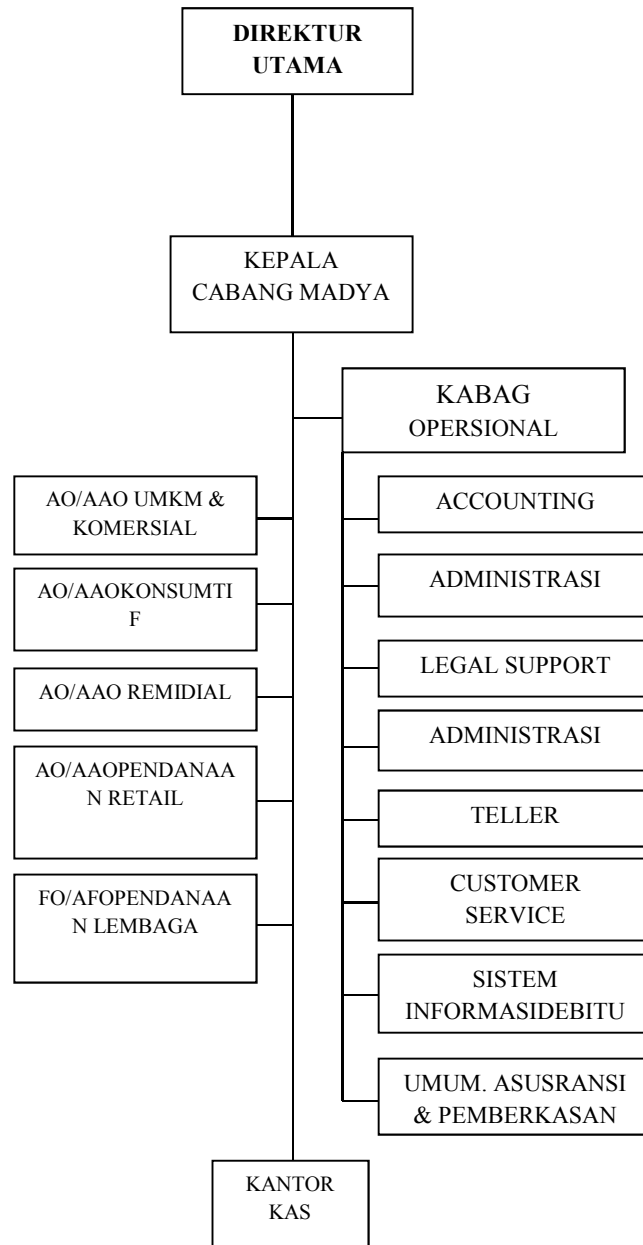 DIREKTUR
UTAMA
KEPALA
CABANG MADYA
KABAG
OPERSIONAL
AO/AAO UMKM &
KOMERSIAL
AO/AAOKONSUMTI
F
AO/AAO REMIDIAL
AO/AAOPENDANAA
N RETAIL
FO/AFOPENDANAA
N LEMBAGA
ACCOUNTING
ADMINISTRASI
LEGAL SUPPORT
ADMINISTRASI
TELLER
CUSTOMER
SERVICE
SISTEM
INFORMASIDEBITU
UMUM. ASUSRANSI
& PEMBERKASAN
KANTOR
KAS